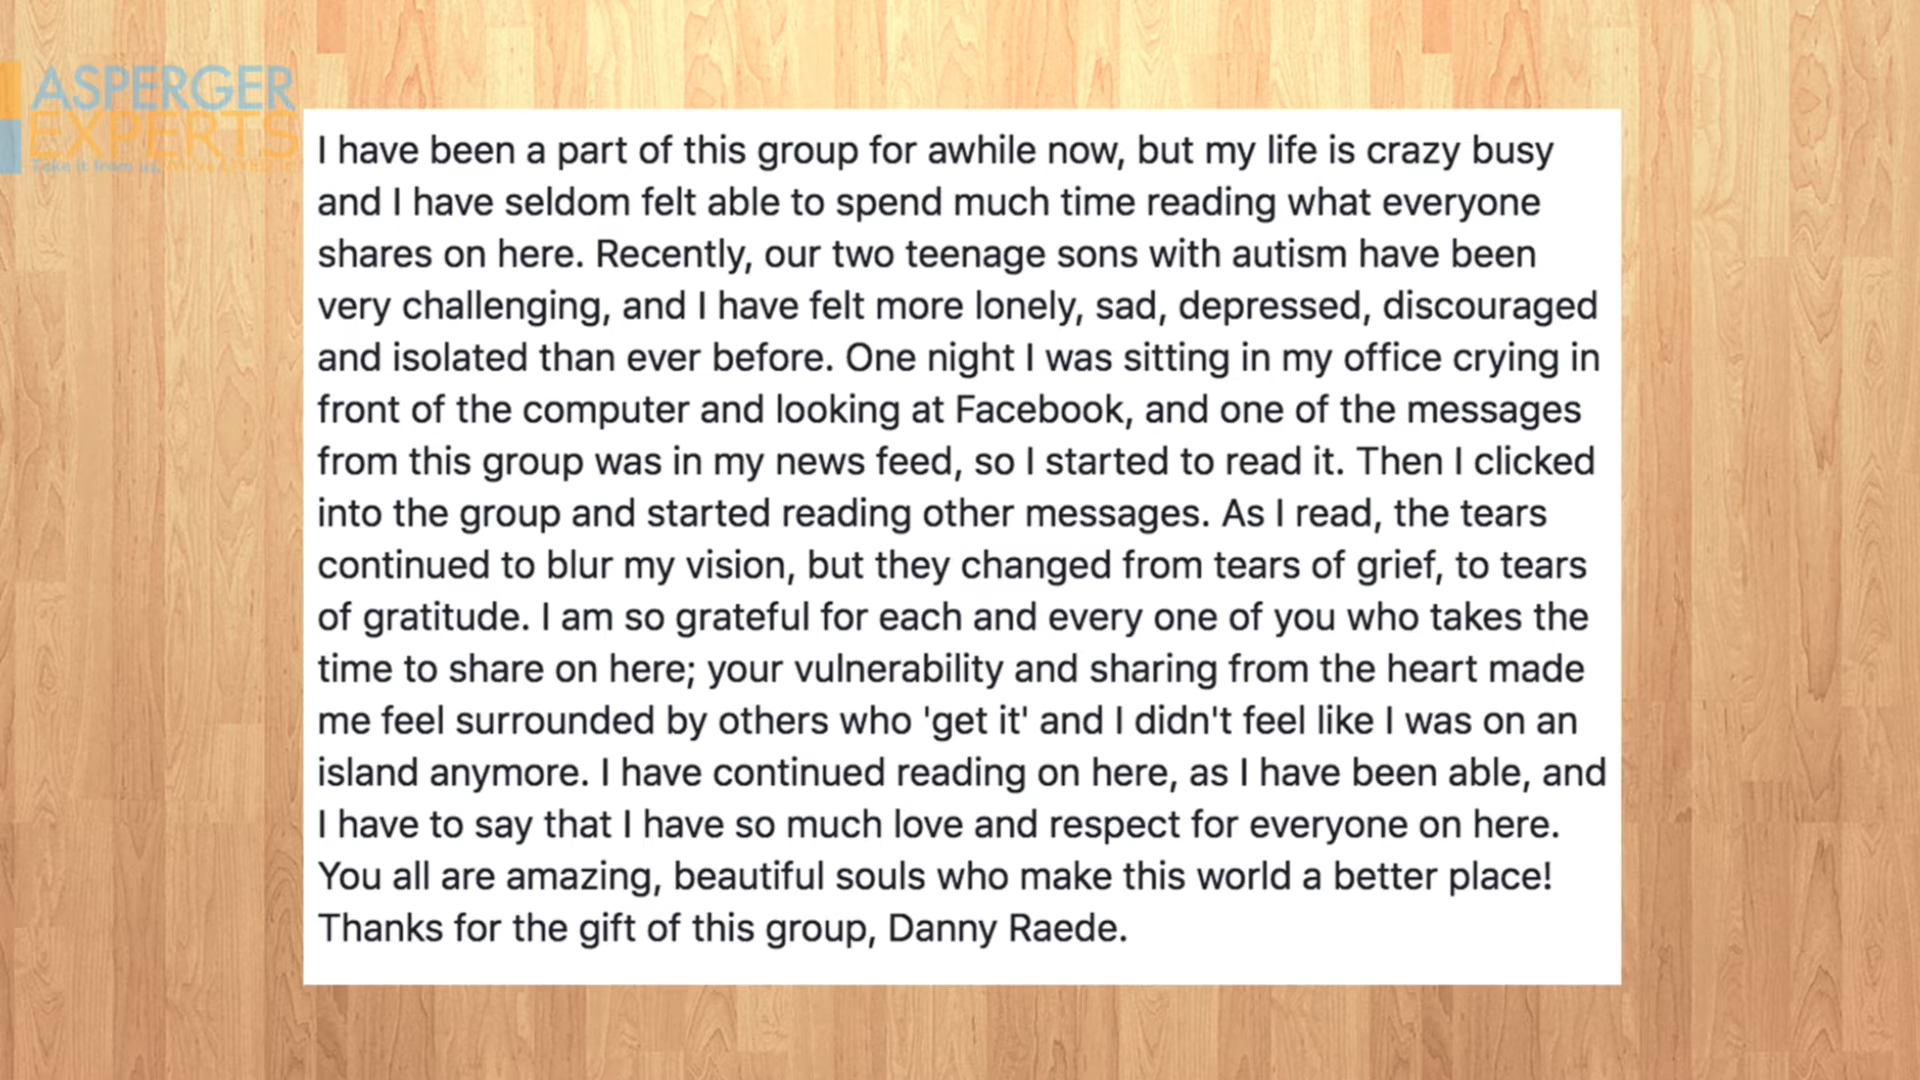 ASPERGER
EXPERTS
Take it from us,
I have been a part of this group for awhile now, but my life is crazy busy
and I have seldom felt able to spend much time reading what everyone
shares on here. Recently, our two teenage sons with autism have been
very challenging, and I have felt more lonely, sad, depressed, discouraged
and isolated than ever before. One night I was sitting in my office crying in
front of the computer and looking at Facebook, and one of the messages
from this group was in my news feed, so I started to read it. Then I clicked
into the group and started reading other messages. As I read, the tears
continued to blur my vision, but they changed from tears of grief, to tears
of gratitude. I am so grateful for each and every one of you who takes the
time to share on here; your vulnerability and sharing from the heart made
me feel surrounded by others who 'get it' and I didn't feel like I was on an
island anymore. I have continued reading on here, as I have been able, and
I have to say that I have so much love and respect for everyone on here.
You all are amazing, beautiful souls who make this world a better place!
Thanks for the gift of this group, Danny Raede.